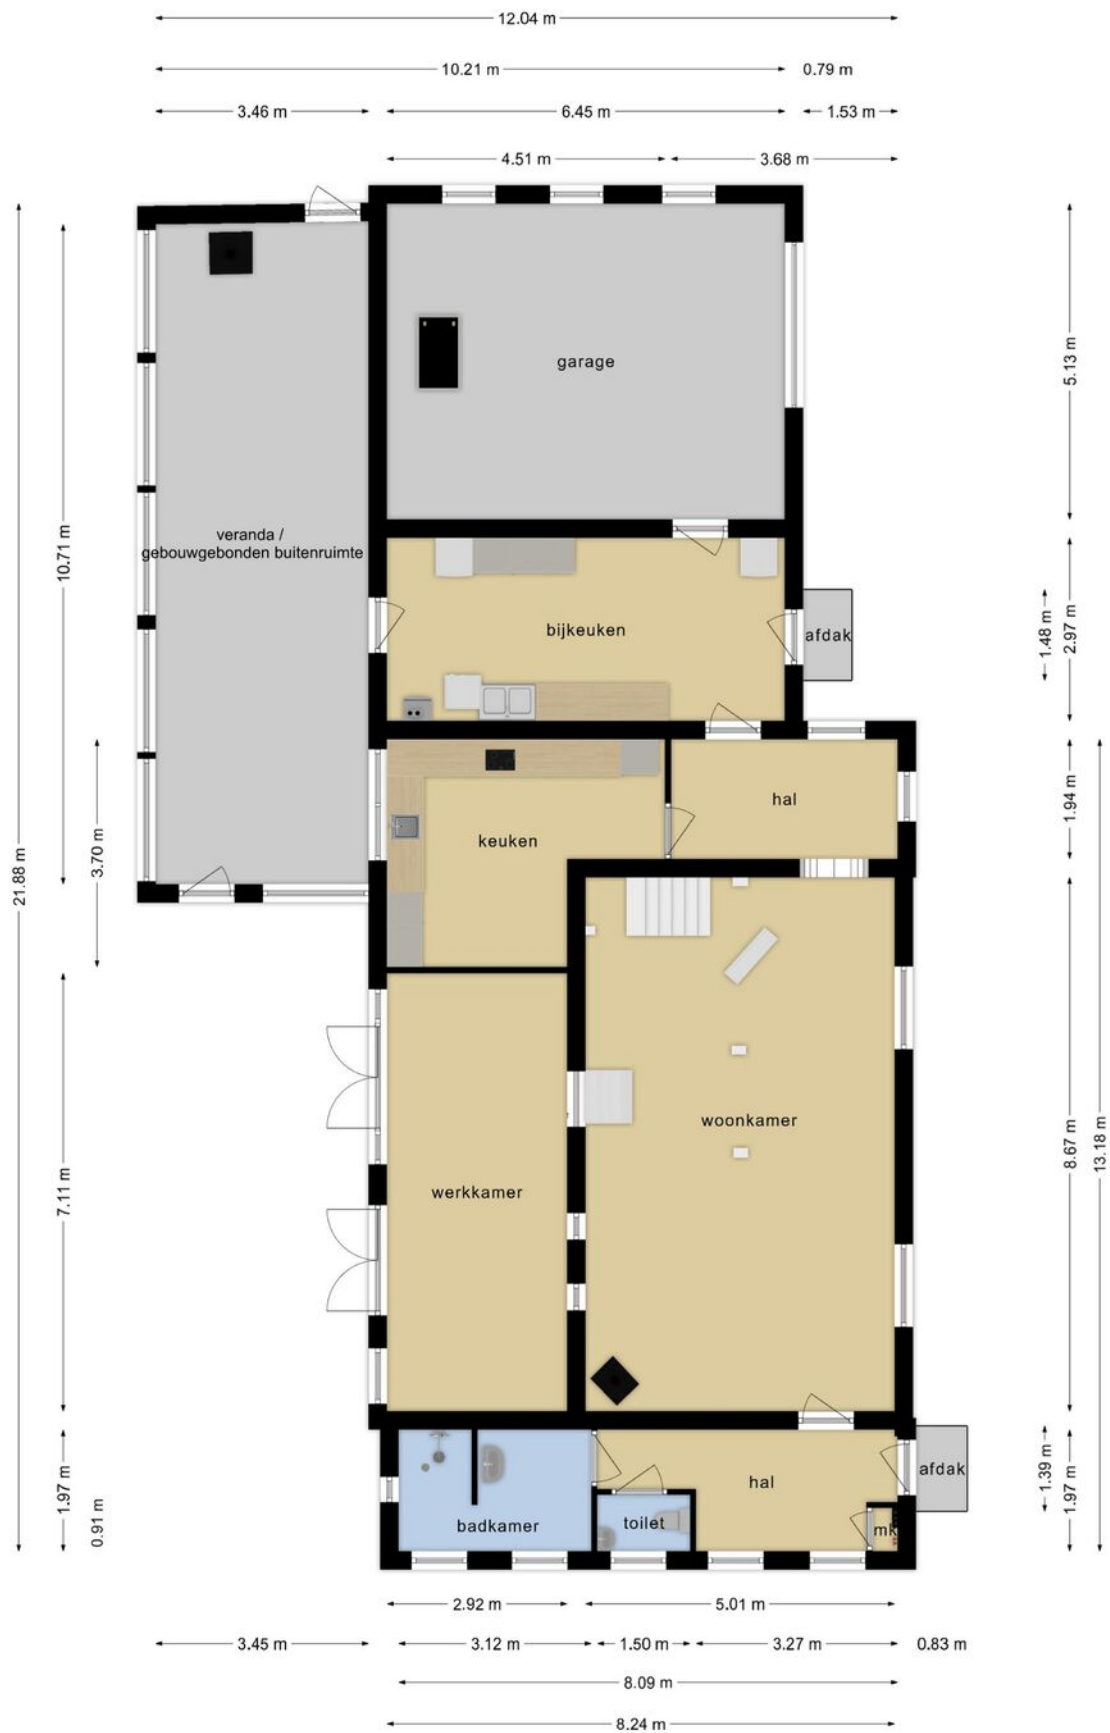 12.04 m
10.21 m
0.79 m
3.46 m
6.45 m
1.53 m
4.51 m
3.68 m
garage
5.13 m
veranda /
gebouwgebonden buitenruimte
10.71 m
bijkeuken
afdak
1.48 m
2.97 m
hal
1.94 m
keuken
3.70 m
21.88 m
woonkamer
8.67 m
13.18 m
werkkamer
7.11 m
hal
afdak
1.39 m
1.97 m
1.97 m
0.91 m
badkamer
toilet
mk
2.92 m
5.01 m
3.45 m
3.12 m
1.50 m
3.27 m
0.83 m
8.09 m
8.24 m